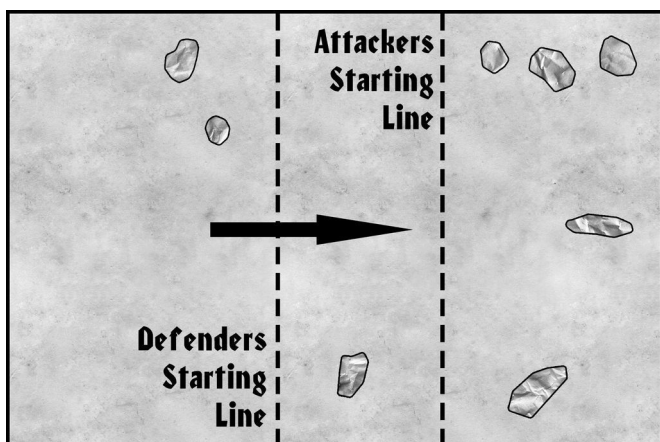 Attackers
Starting
Line
Defenders
Starting
Line